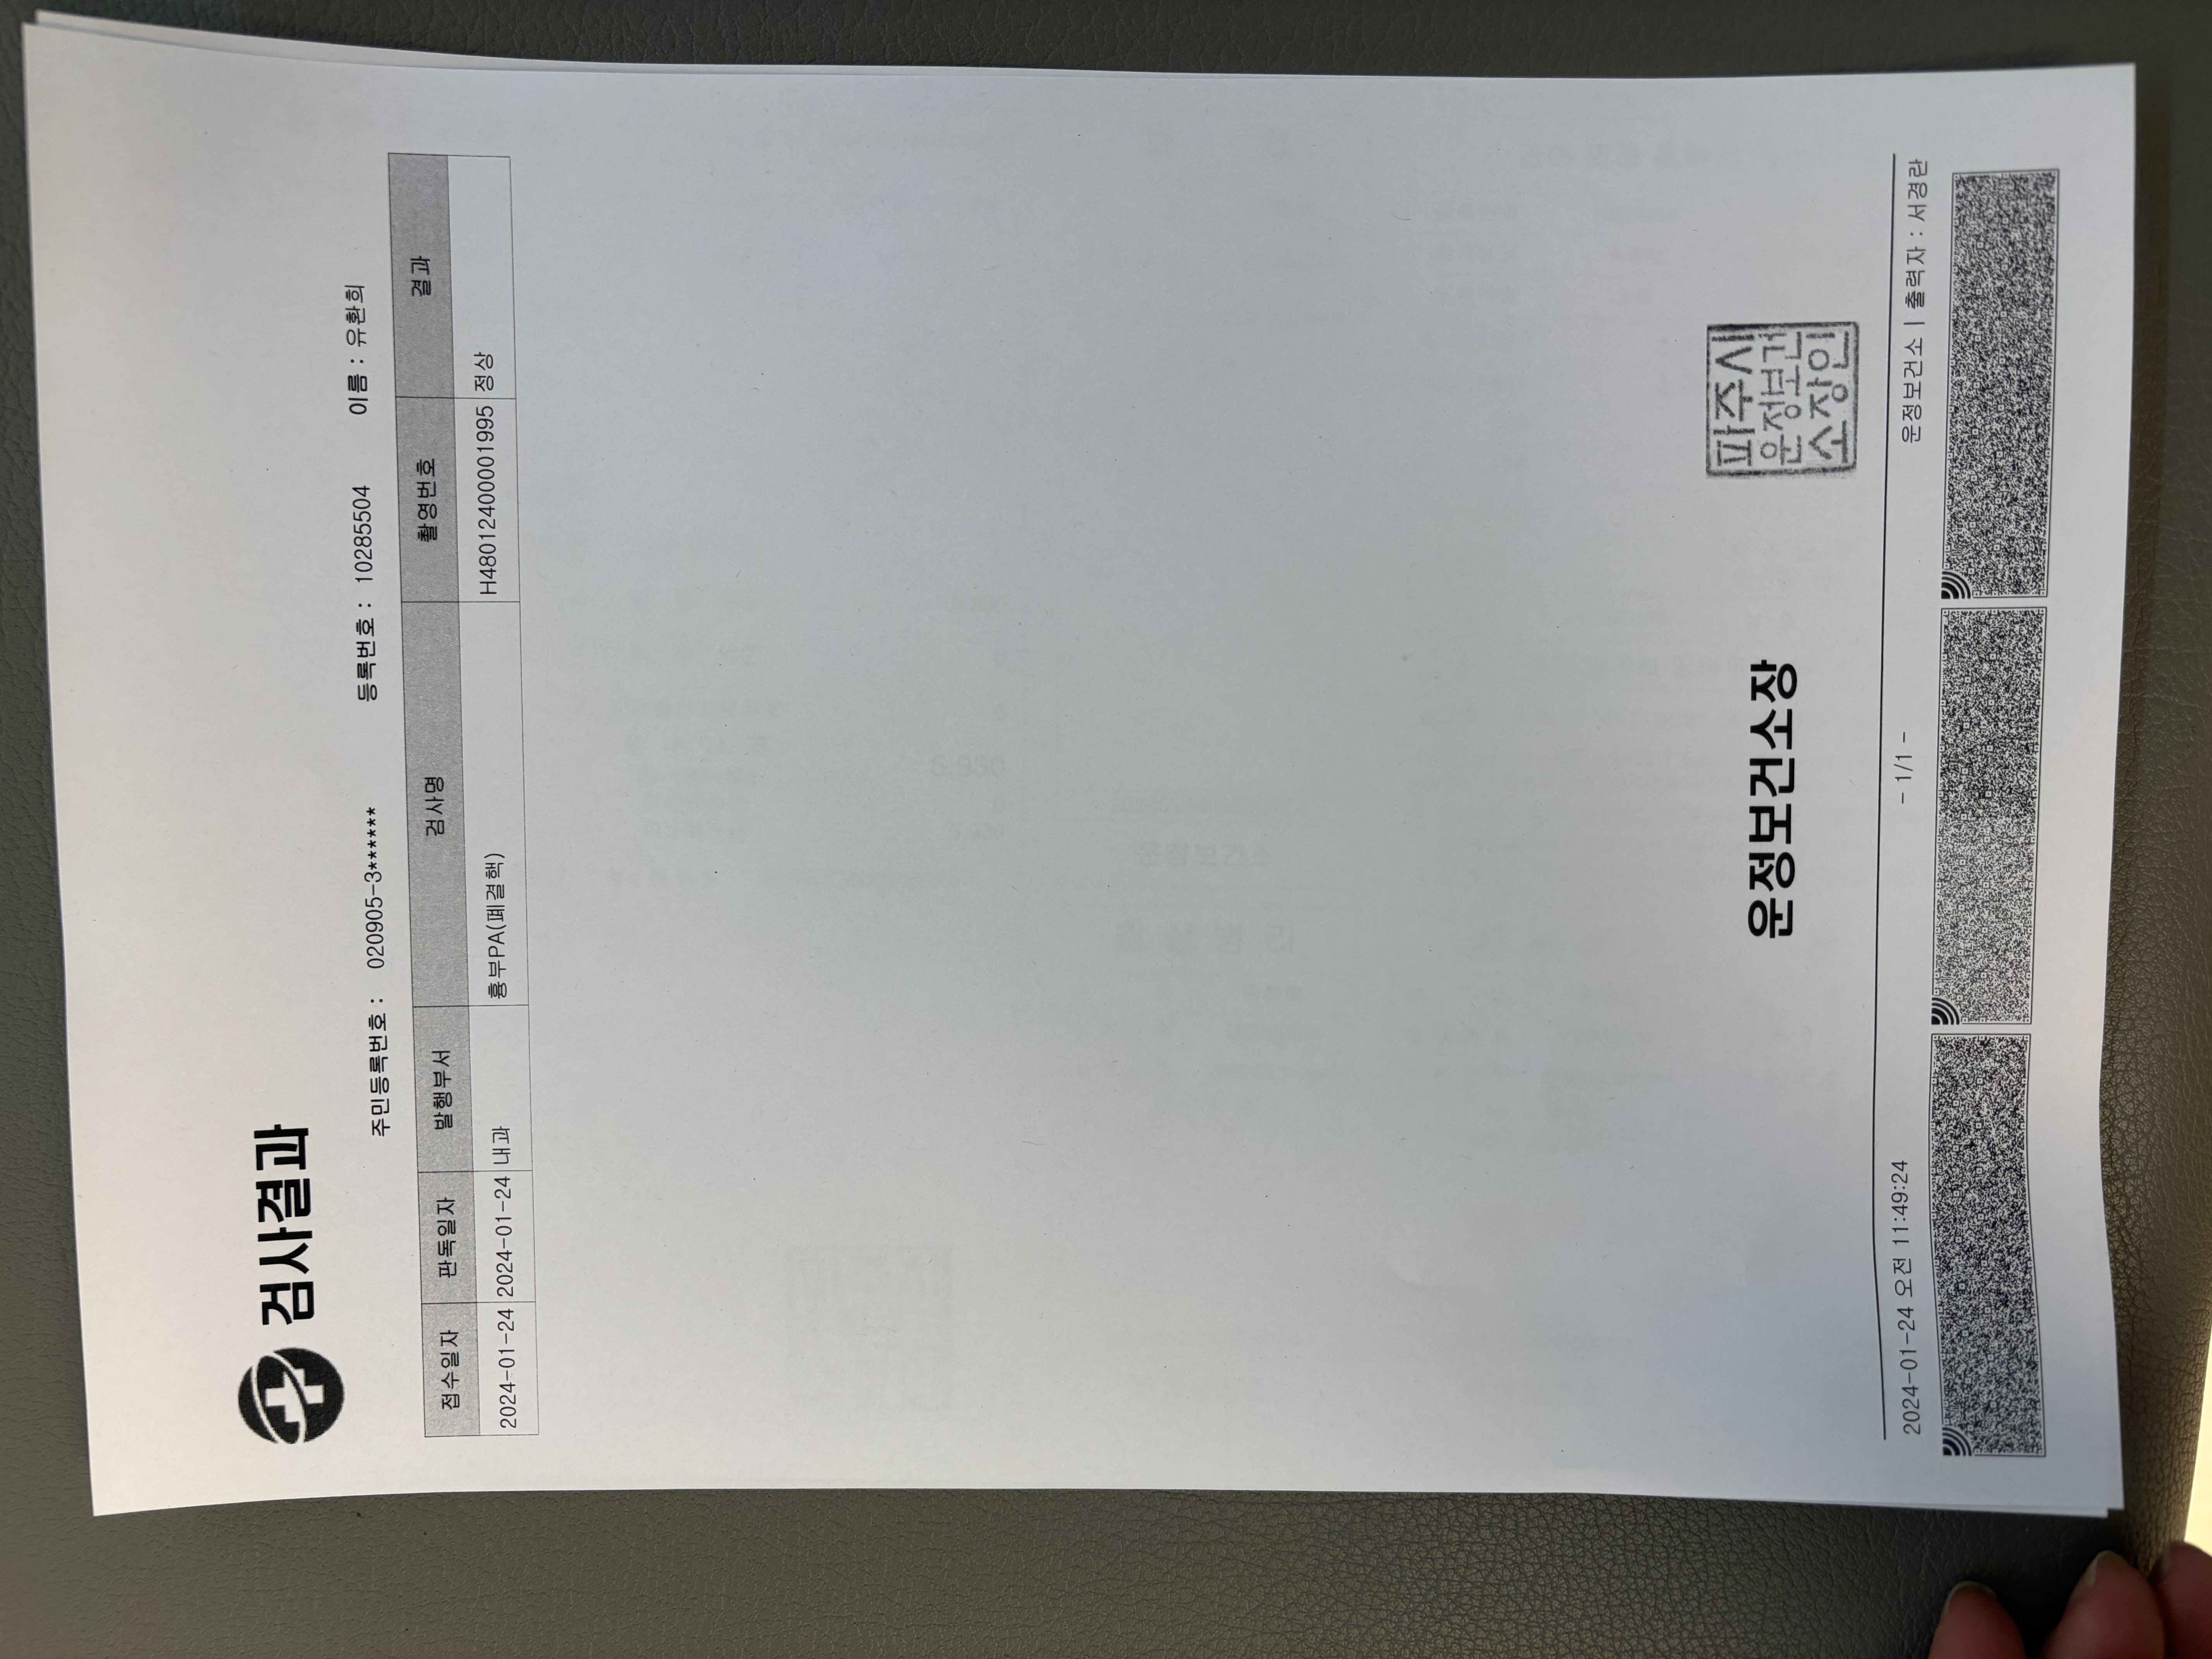 검사결과
주민등록번호 : 020905-3****** 등록번호 : 10285504 이름 : 유환희
접수일자 판독일자 발행부서 검사명 촬영번호 결과
2024-01-24 2024-01-24 내과 흉부PA(폐결핵) H48012400001995 정상
운정보건소장
파주시
운정보건
소장인
2024-01-24 오전 11:49:24 - 1/1 - 운정보건소 | 출력자 : 서경란